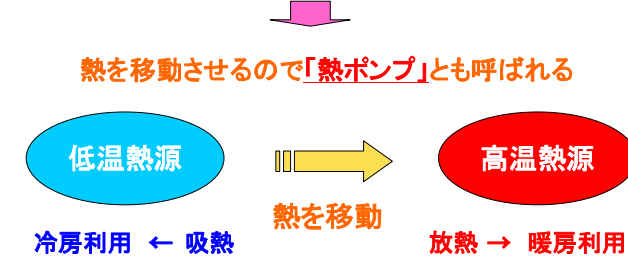 熱を移動させるので「熱ポンプ」とも呼ばれる
低温熱源
高温熱源
熱を移動
冷房利用 ← 吸熱
放熱 → 暖房利用